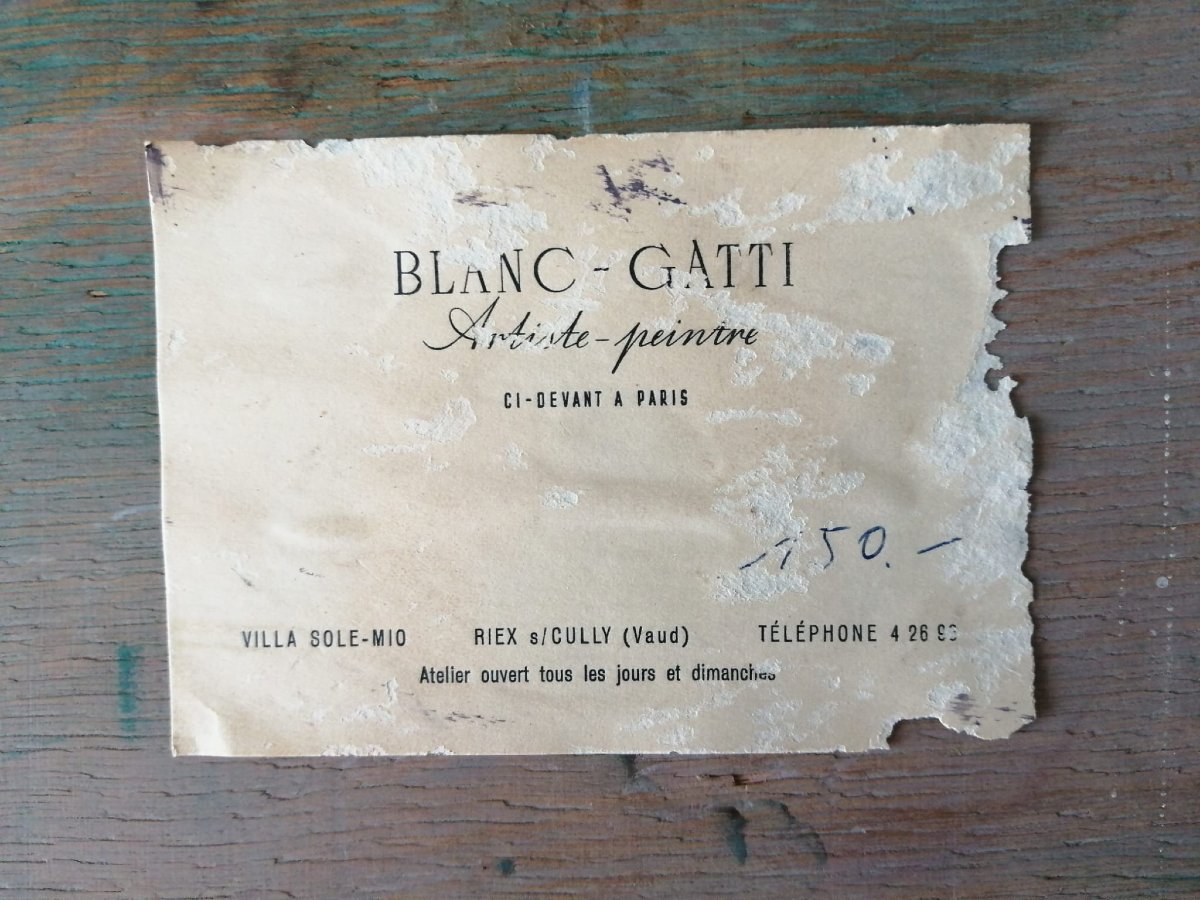 BLANC-GATTI
Artiste-peintre
CI-DEVANT A PARIS
150.-
VILLA SOLE-MIO RIEX s/CULLY (Vaud) TÉLÉPHONE 4 26
Atelier ouvert tous les jours et dimanches